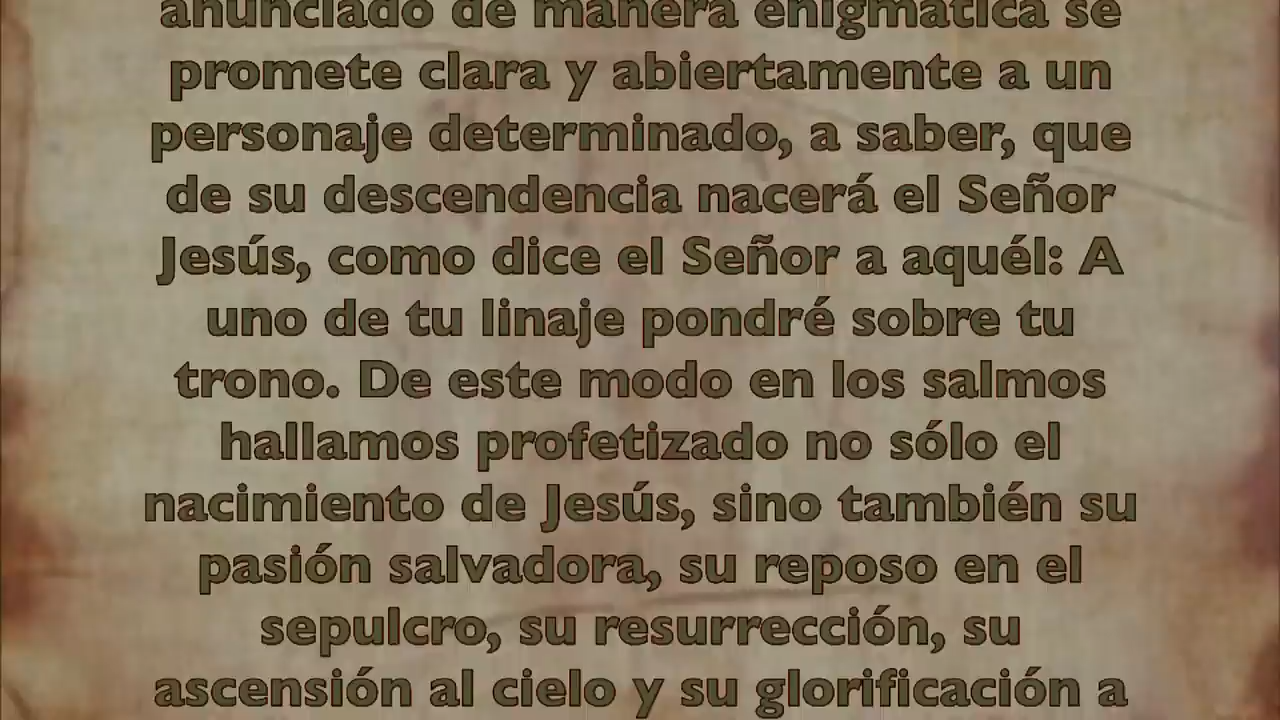 anunciado de manera enigmática se
promete clara y abiertamente a un
personaje determinado, a saber, que
de su descendencia nacerá el Señor
Jesús, como dice el Señor a aquél: A
uno de tu linaje pondré sobre tu
trono. De este modo en los salmos
hallamos profetizado no sólo el
nacimiento de Jesús, sino también su
pasión salvadora, su reposo en el
sepulcro, su resurrección, su
ascensión al cielo y su glorificación a